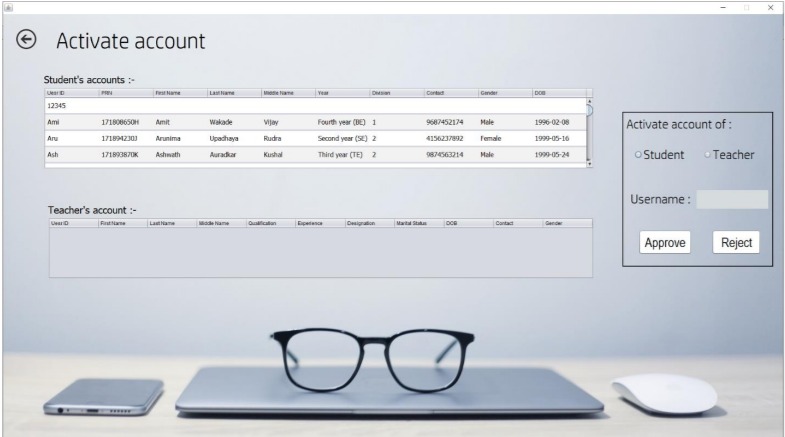 Activate account
Student's accounts :-
User ID PRN First Name Last Name Middle Name Year Division Contact Gender DOB
12345
Ami 171808650H Amit Wakade Vijay Fourth year (BE) 1 9687452174 Male 1996-02-08
Aru 171894230J Arunima Upadhaya Rudra Second year (SE) 2 4156237892 Female 1999-05-16
Ash 171893870K Ashwath Auradkar Kushal Third year (TE) 2 9874563214 Male 1999-05-24
Teacher's account :-
User ID First Name Last Name Middle Name Qualification Experience Designation Marital Status DOB Contact Gender
Activate account of :
Student Teacher
Username :
Approve Reject